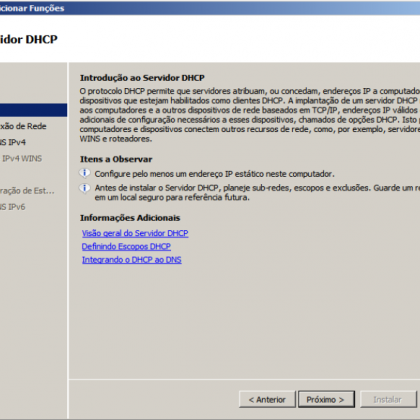 icionar Funções
idor DHCP
xão de Rede
S IPv4
IPv4 WINS
ração de Est...
S IPv6
Introdução ao Servidor DHCP
O protocolo DHCP permite que servidores atribuam, ou concedam, endereços IP a computado
dispositivos que estejam habilitados como clientes DHCP. A implantação de um servidor DHCP
aos computadores e a outros dispositivos de rede baseados em TCP/IP, endereços IP válidos
adicionais de configuração necessários a esses dispositivos, chamados de opções DHCP. Isto p
computadores e dispositivos conectem outros recursos de rede, como, por exemplo, servidore
WINS e roteadores.
Itens a Observar
Configure pelo menos um endereço IP estático neste computador.
Antes de instalar o Servidor DHCP, planeje sub-redes, escopos e exclusões. Guarde um re
em um local seguro para referência futura.
Informações Adicionais
Visão geral do Servidor DHCP
Definindo Escopos DHCP
Integrando o DHCP ao DNS
< Anterior
Próximo >
Instalar